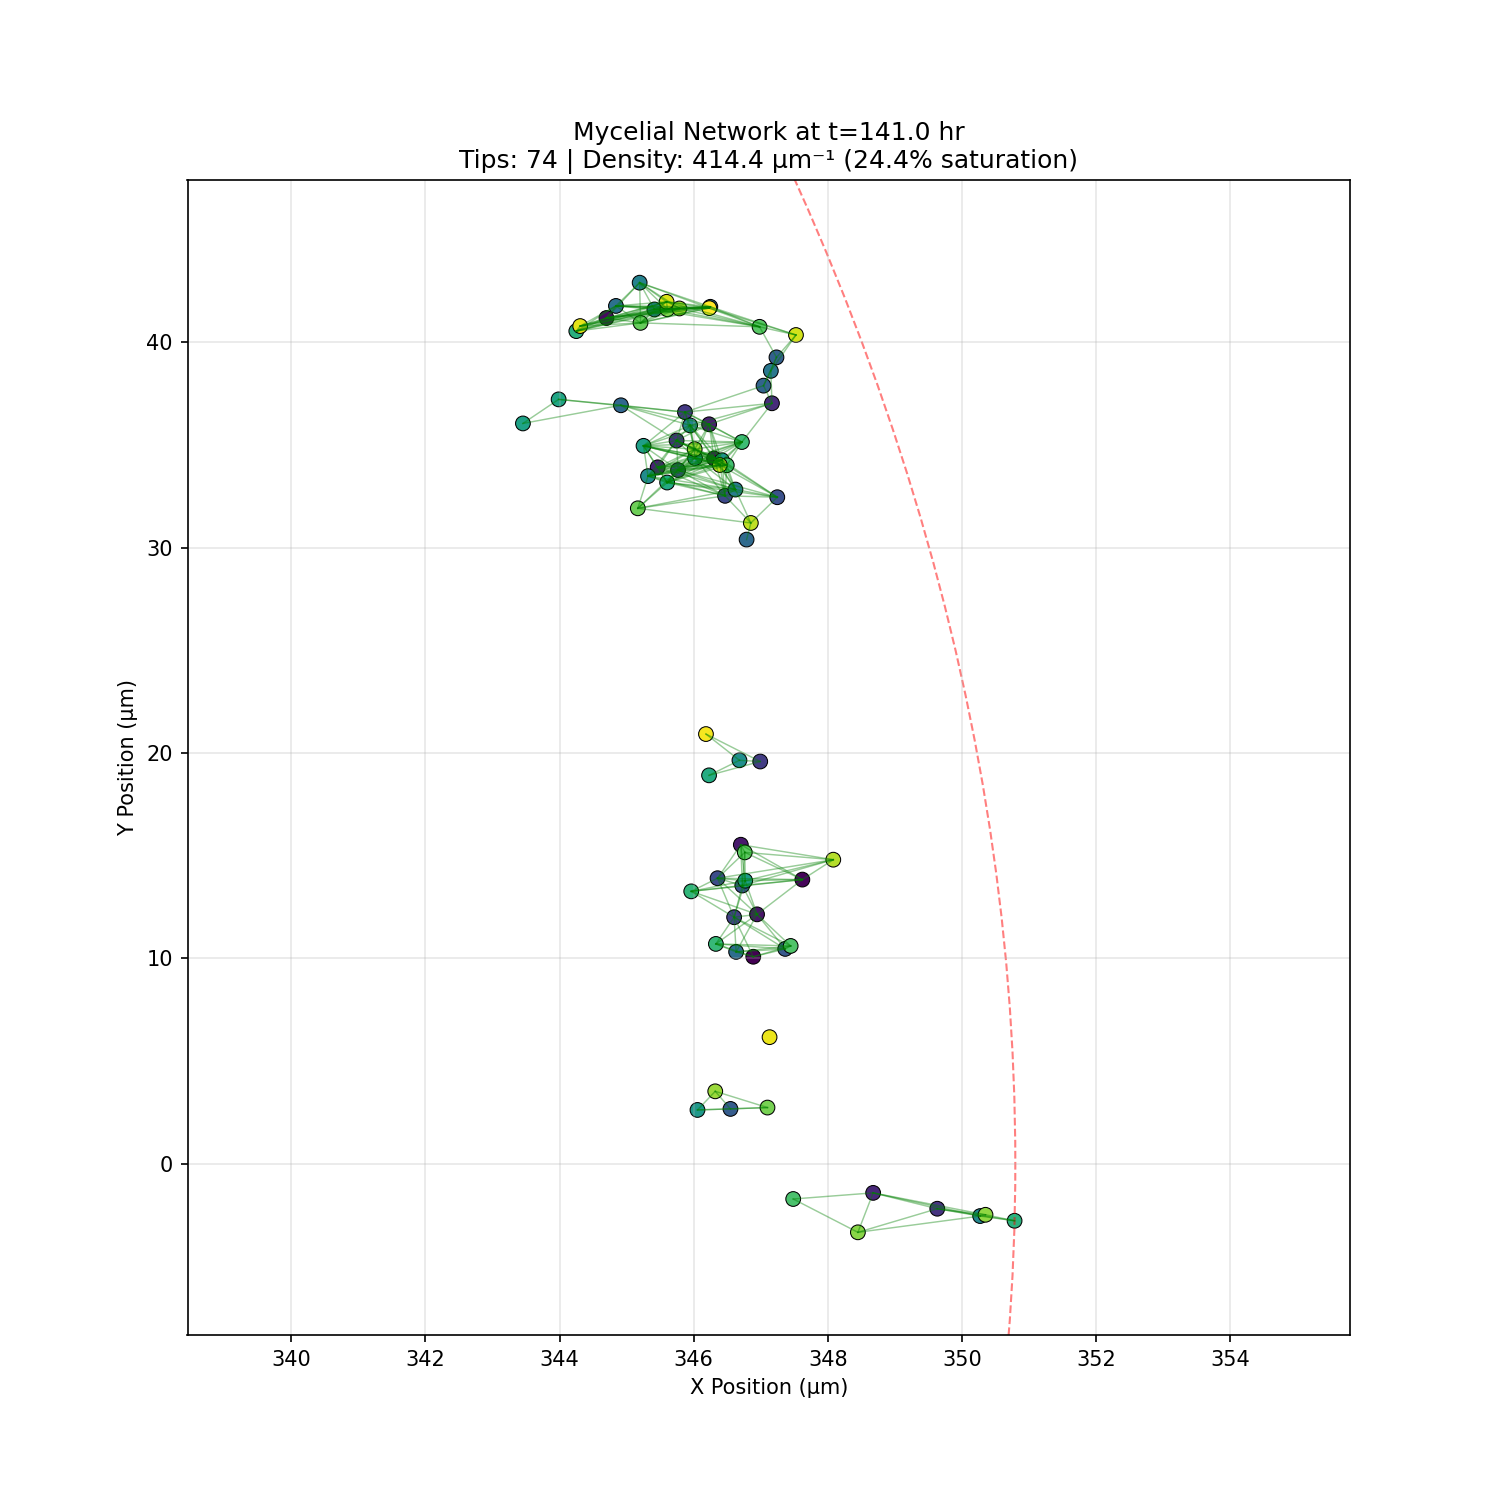 Mycelial Network at t=141.0 hr
Tips: 74 | Density: 414.4 µm⁻¹ (24.4% saturation)
Y Position (µm)
40
30
20
10
0
340 342 344 346 348 350 352 354
X Position (µm)